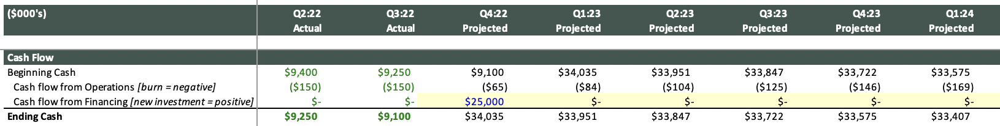 ($000's) Q2:22 Q3:22 Q4:22 Q1:23 Q2:23 Q3:23 Q4:23 Q1:24
Actual Actual Projected Projected Projected Projected Projected Projected
Cash Flow
Beginning Cash $9,400 $9,250 $9,100 $34,035 $33,951 $33,847 $33,722 $33,575
Cash flow from Operations [burn = negative] ($150) ($150) ($65) ($84) ($104) ($125) ($146) ($169)
Cash flow from Financing [new investment = positive] $- $- $25,000 $- $- $- $- $-
Ending Cash $9,250 $9,100 $34,035 $33,951 $33,847 $33,722 $33,575 $33,407